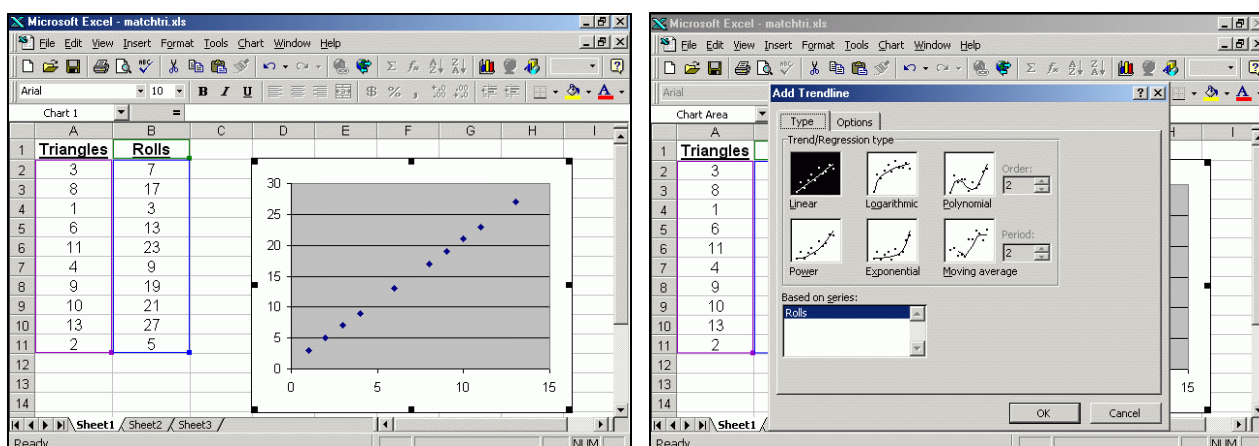 Microsoft Excel - matchtri.xls
File Edit View Insert Format Tools Chart Window Help
Arial 10 B I U $ % ,
Chart 1 =
A B C D E F G H I
1 Triangles Rolls
2 3 7
3 8 17
4 1 3
5 6 13
6 11 23
7 4 9
8 9 19
9 10 21
10 13 27
11 2 5
12
13
14
30
25
20
15
10
5
0
0 5 10 15
Sheet1 Sheet2 Sheet3
Ready NUM
Microsoft Excel - matchtri.xls
File Edit View Insert Format Tools Chart Window Help
Arial
Chart Area
A H I
1 Triangles
2 3
3 8
4 1
5 6
6 11
7 4
8 9
9 10
10 13
11 2
12
13
14
15
Add Trendline
Type Options
Trend/Regression type
Linear Logarithmic Polynomial
Order:
2
Power Exponential Moving average
Period:
2
Based on series:
Rolls
OK Cancel
Sheet1
Ready NUM